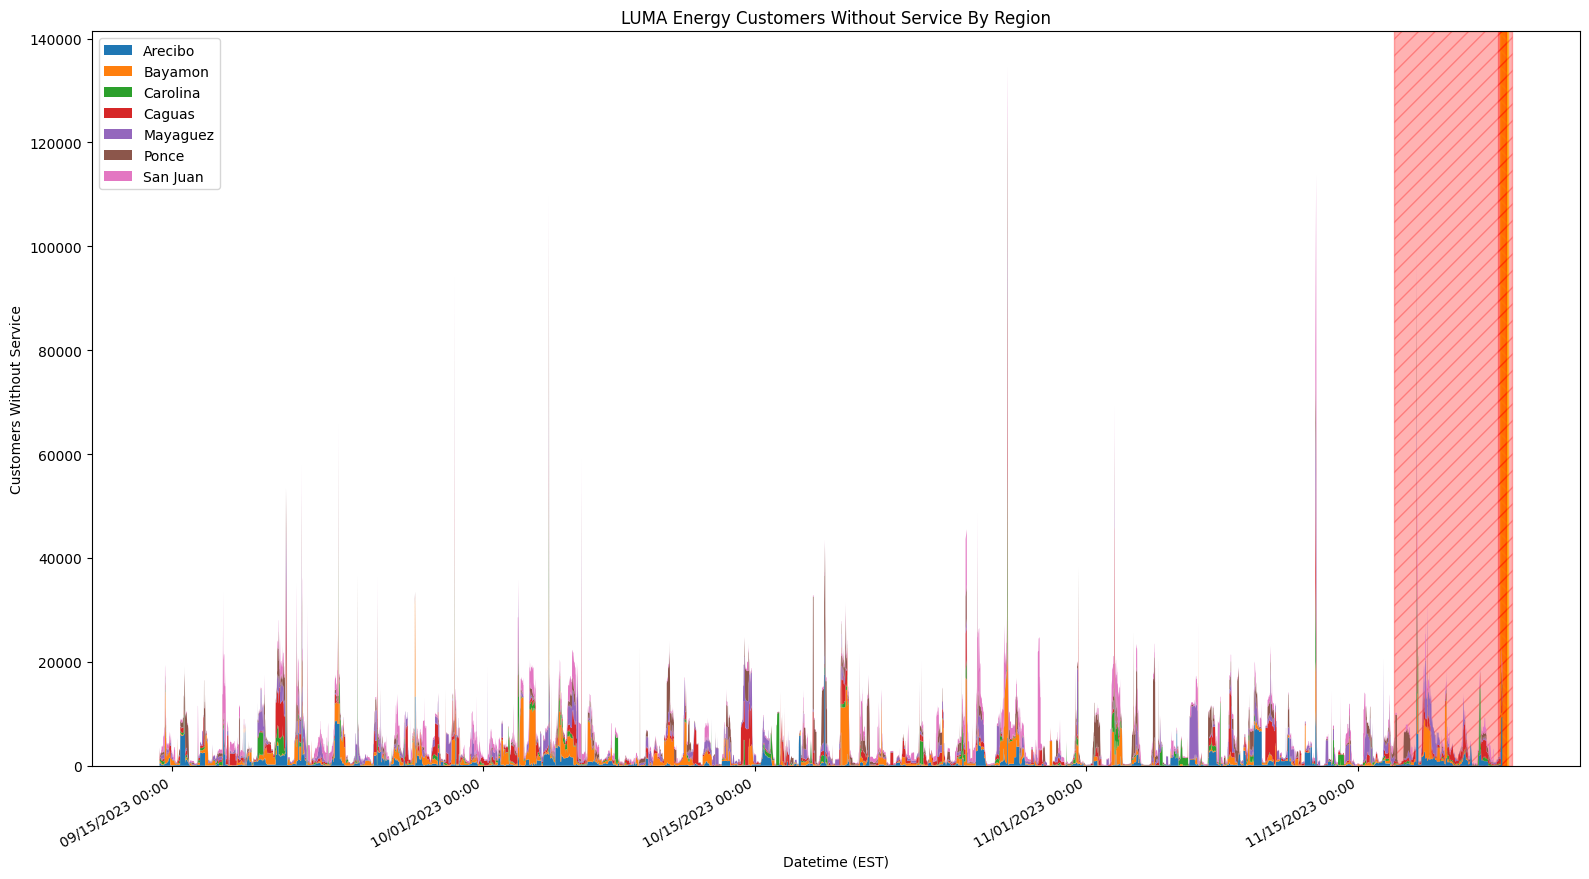 LUMA Energy Customers Without Service By Region
140000
120000
100000
80000
60000
40000
20000
0
Customers Without Service
Arecibo
Bayamon
Carolina
Caguas
Mayaguez
Ponce
San Juan
09/15/2023 00:00
10/01/2023 00:00
10/15/2023 00:00
11/01/2023 00:00
11/15/2023 00:00
Datetime (EST)